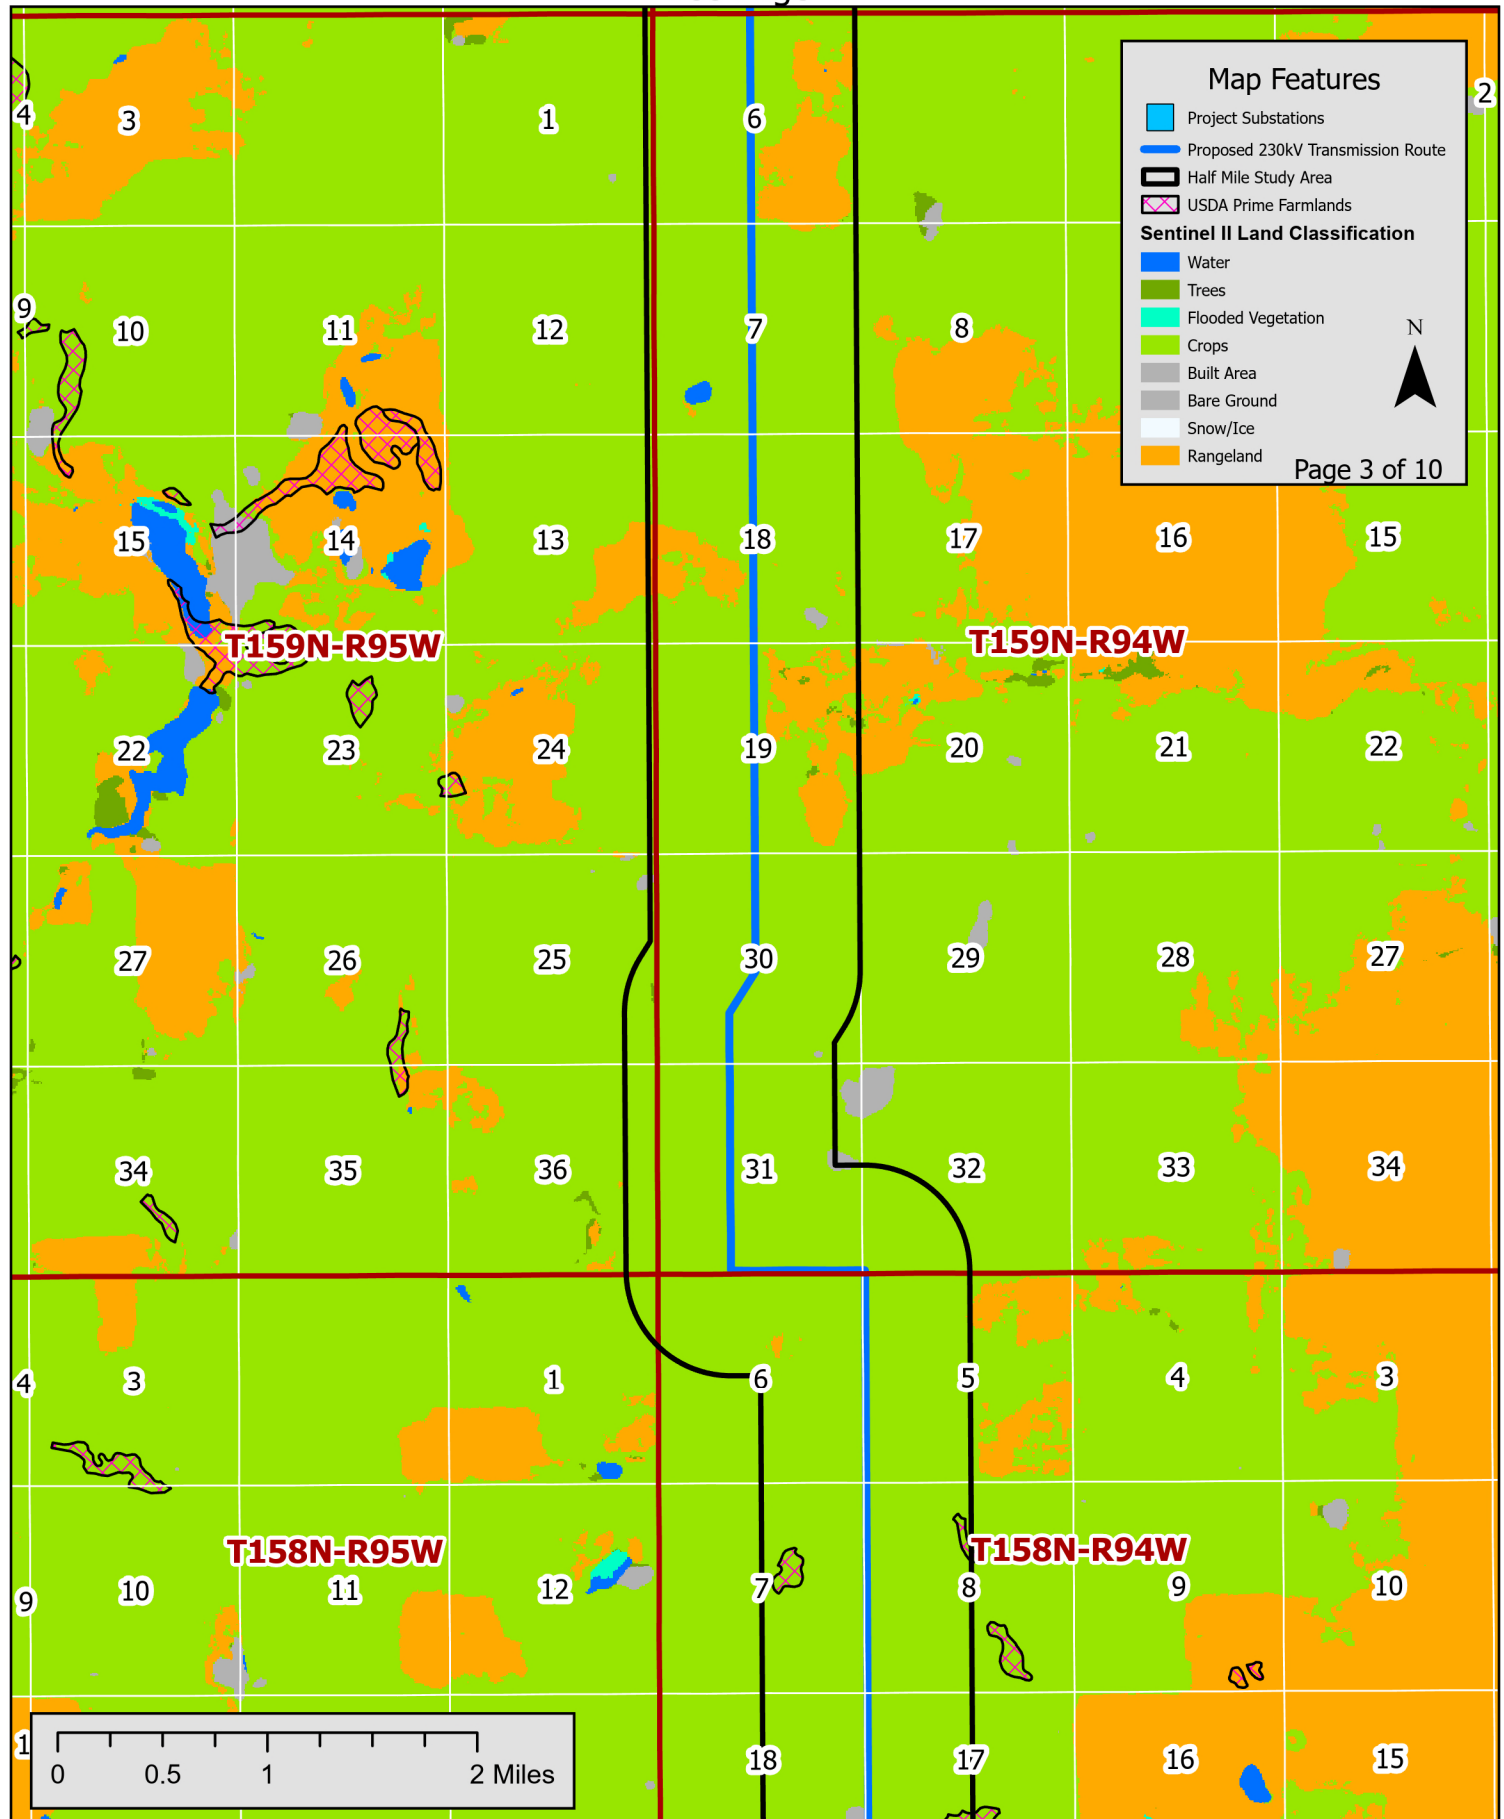 Map Features
Project Substations
Proposed 230kV Transmission Route
Half Mile Study Area
USDA Prime Farmlands
Sentinel II Land Classification
Water
Trees
Flooded Vegetation
Crops
Built Area
Bare Ground
Snow/Ice
Rangeland
N
Page 3 of 10
4 3 1 6 2
9 10 11 12 7 8
15 14 13 18 17 16 15
T159N-R95W T159N-R94W
22 23 24 19 20 21 22
27 26 25 30 29 28 27
34 35 36 31 32 33 34
4 3 1 6 5 4 3
T158N-R95W T158N-R94W
9 10 11 12 7 8 9 10
1 18 17 16 15
0 0.5 1 2 Miles